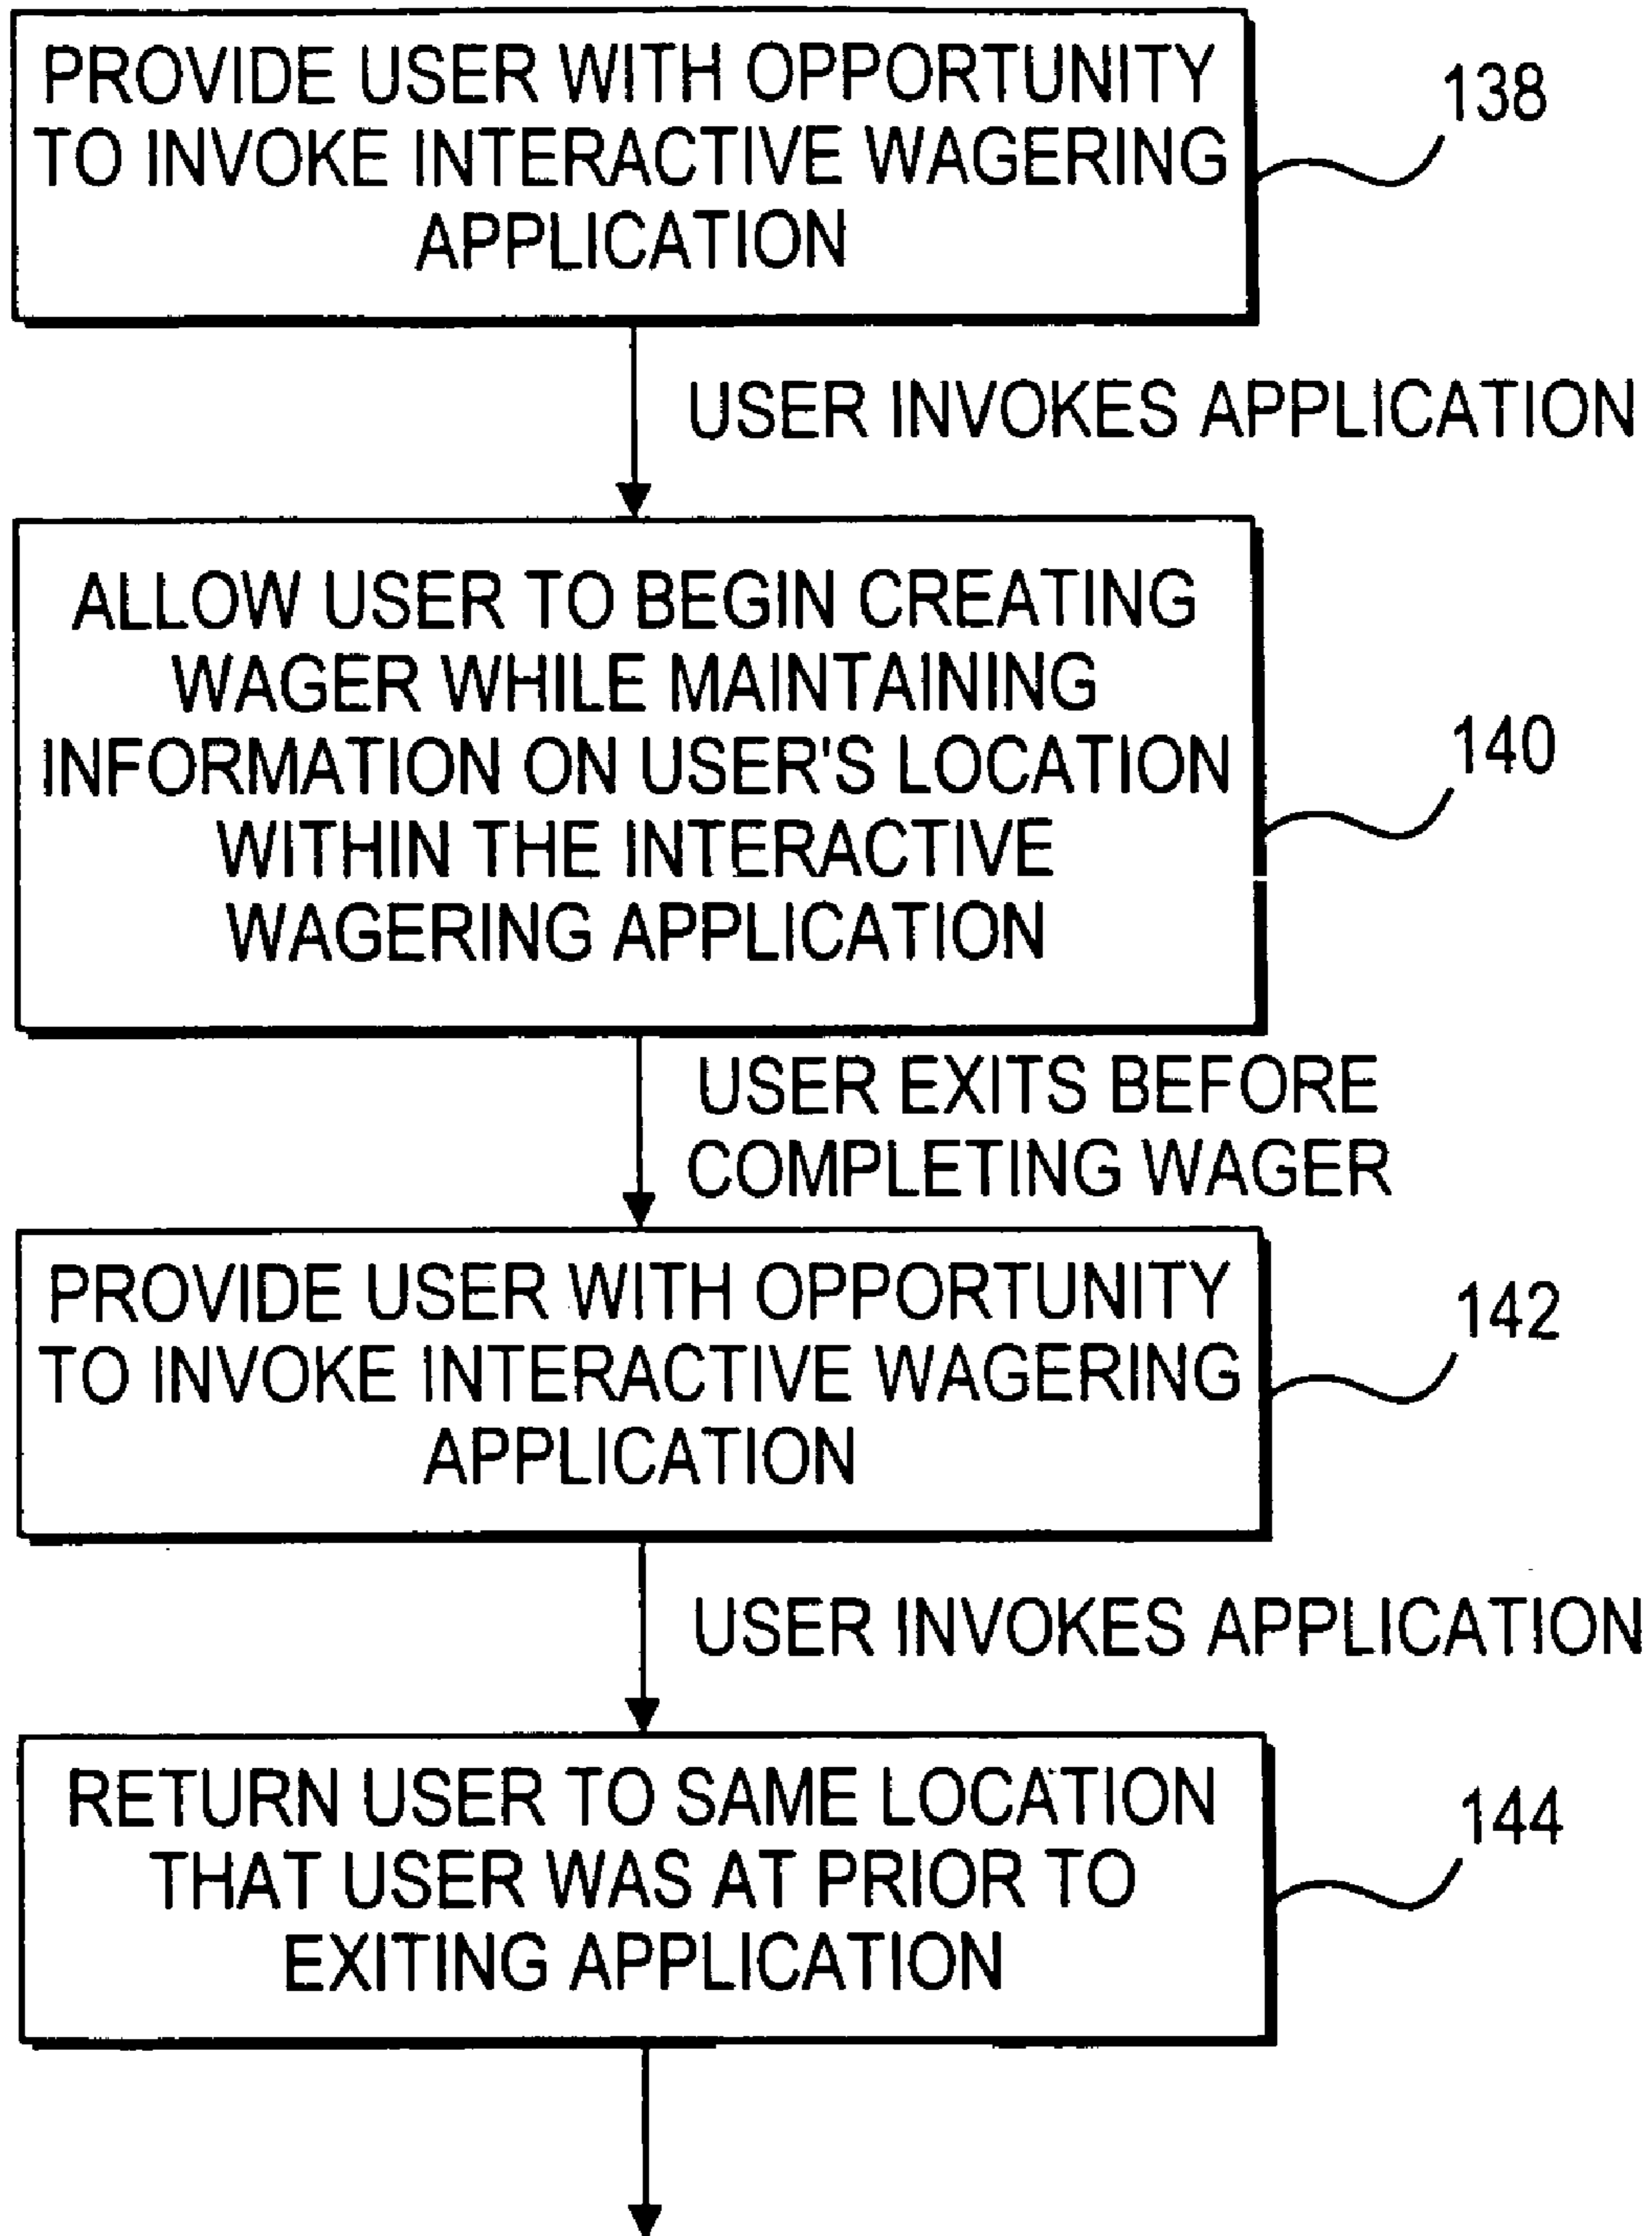 PROVIDE USER WITH OPPORTUNITY
TO INVOKE INTERACTIVE WAGERING
APPLICATION
138
USER INVOKES APPLICATION
ALLOW USER TO BEGIN CREATING
WAGER WHILE MAINTAINING
INFORMATION ON USER'S LOCATION
WITHIN THE INTERACTIVE
WAGERING APPLICATION
140
USER EXITS BEFORE
COMPLETING WAGER
PROVIDE USER WITH OPPORTUNITY
TO INVOKE INTERACTIVE WAGERING
APPLICATION
142
USER INVOKES APPLICATION
RETURN USER TO SAME LOCATION
THAT USER WAS AT PRIOR TO
EXITING APPLICATION
144